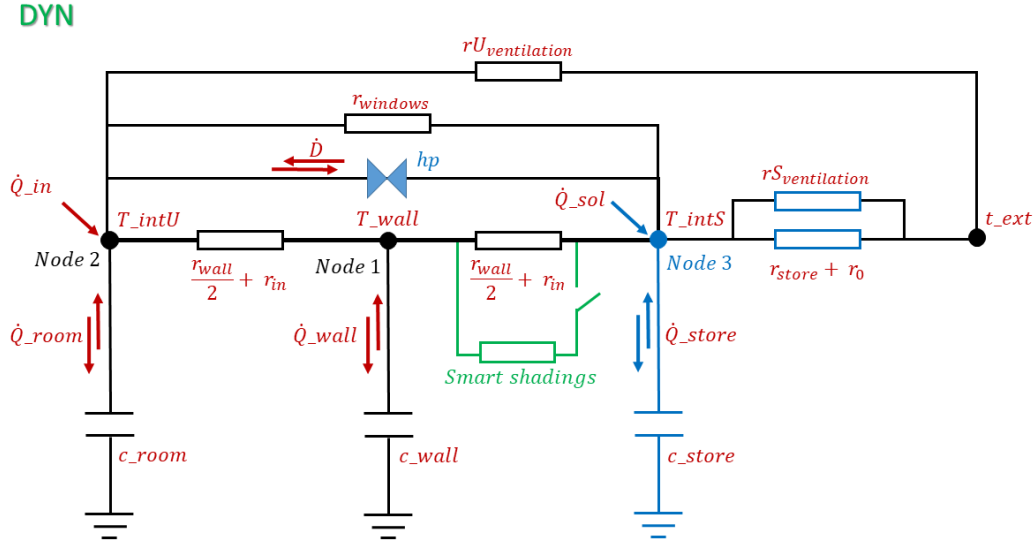 DYN
rU_ventilation
r_windows
Ḋ
hp
Q̇_in
Q̇_sol
rS_ventilation
T_intU
T_wall
T_intS
t_ext
Node 2
Node 1
Node 3
r_wall/2 + r_in
r_wall/2 + r_in
r_store + r_0
Q̇_room
Q̇_wall
Q̇_store
Smart shadings
c_room
c_wall
c_store